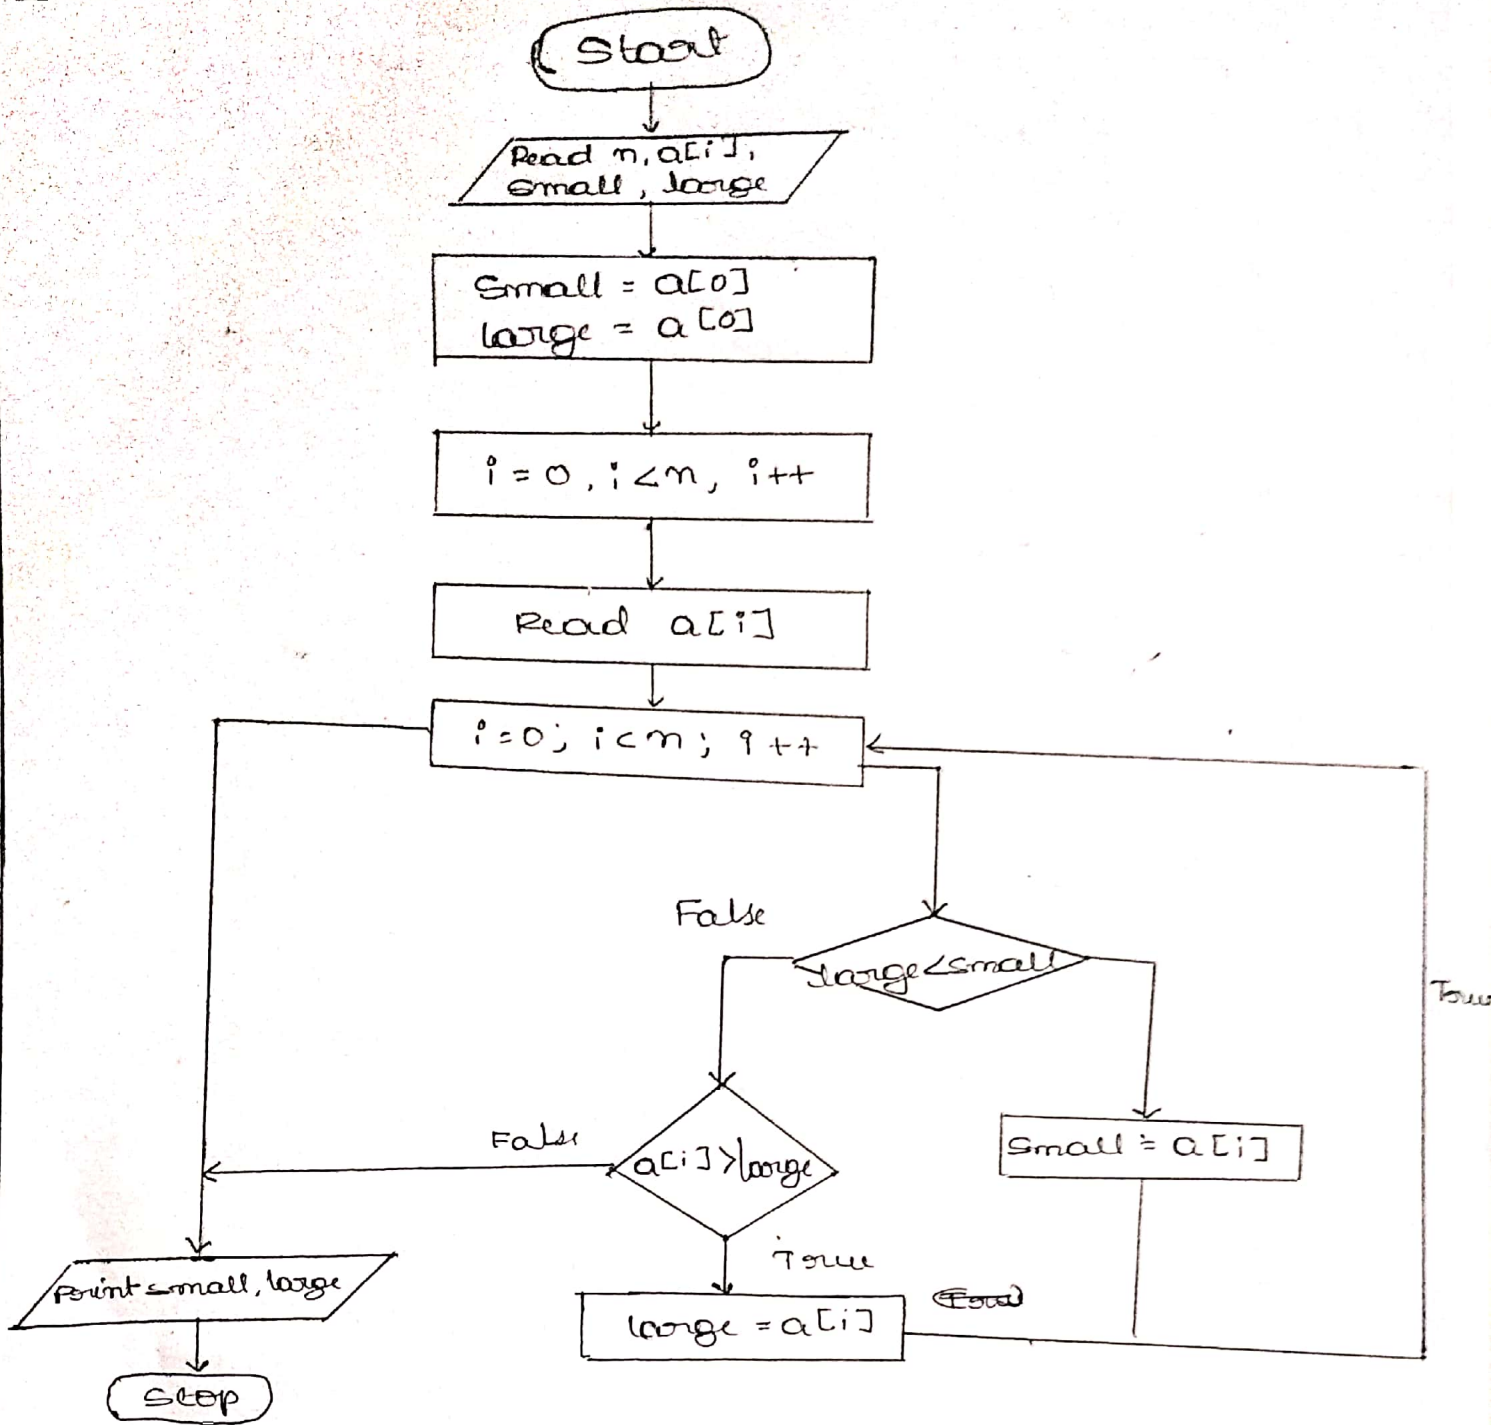 Start
Read n, a[i],
small, large
Small = a[0]
large = a[0]
i = 0, i < n, i++
Read a[i]
i=0; i<n; i++
False
large<small
True
False
a[i]>large
small = a[i]
True
Print small, large
large = a[i]
Stop